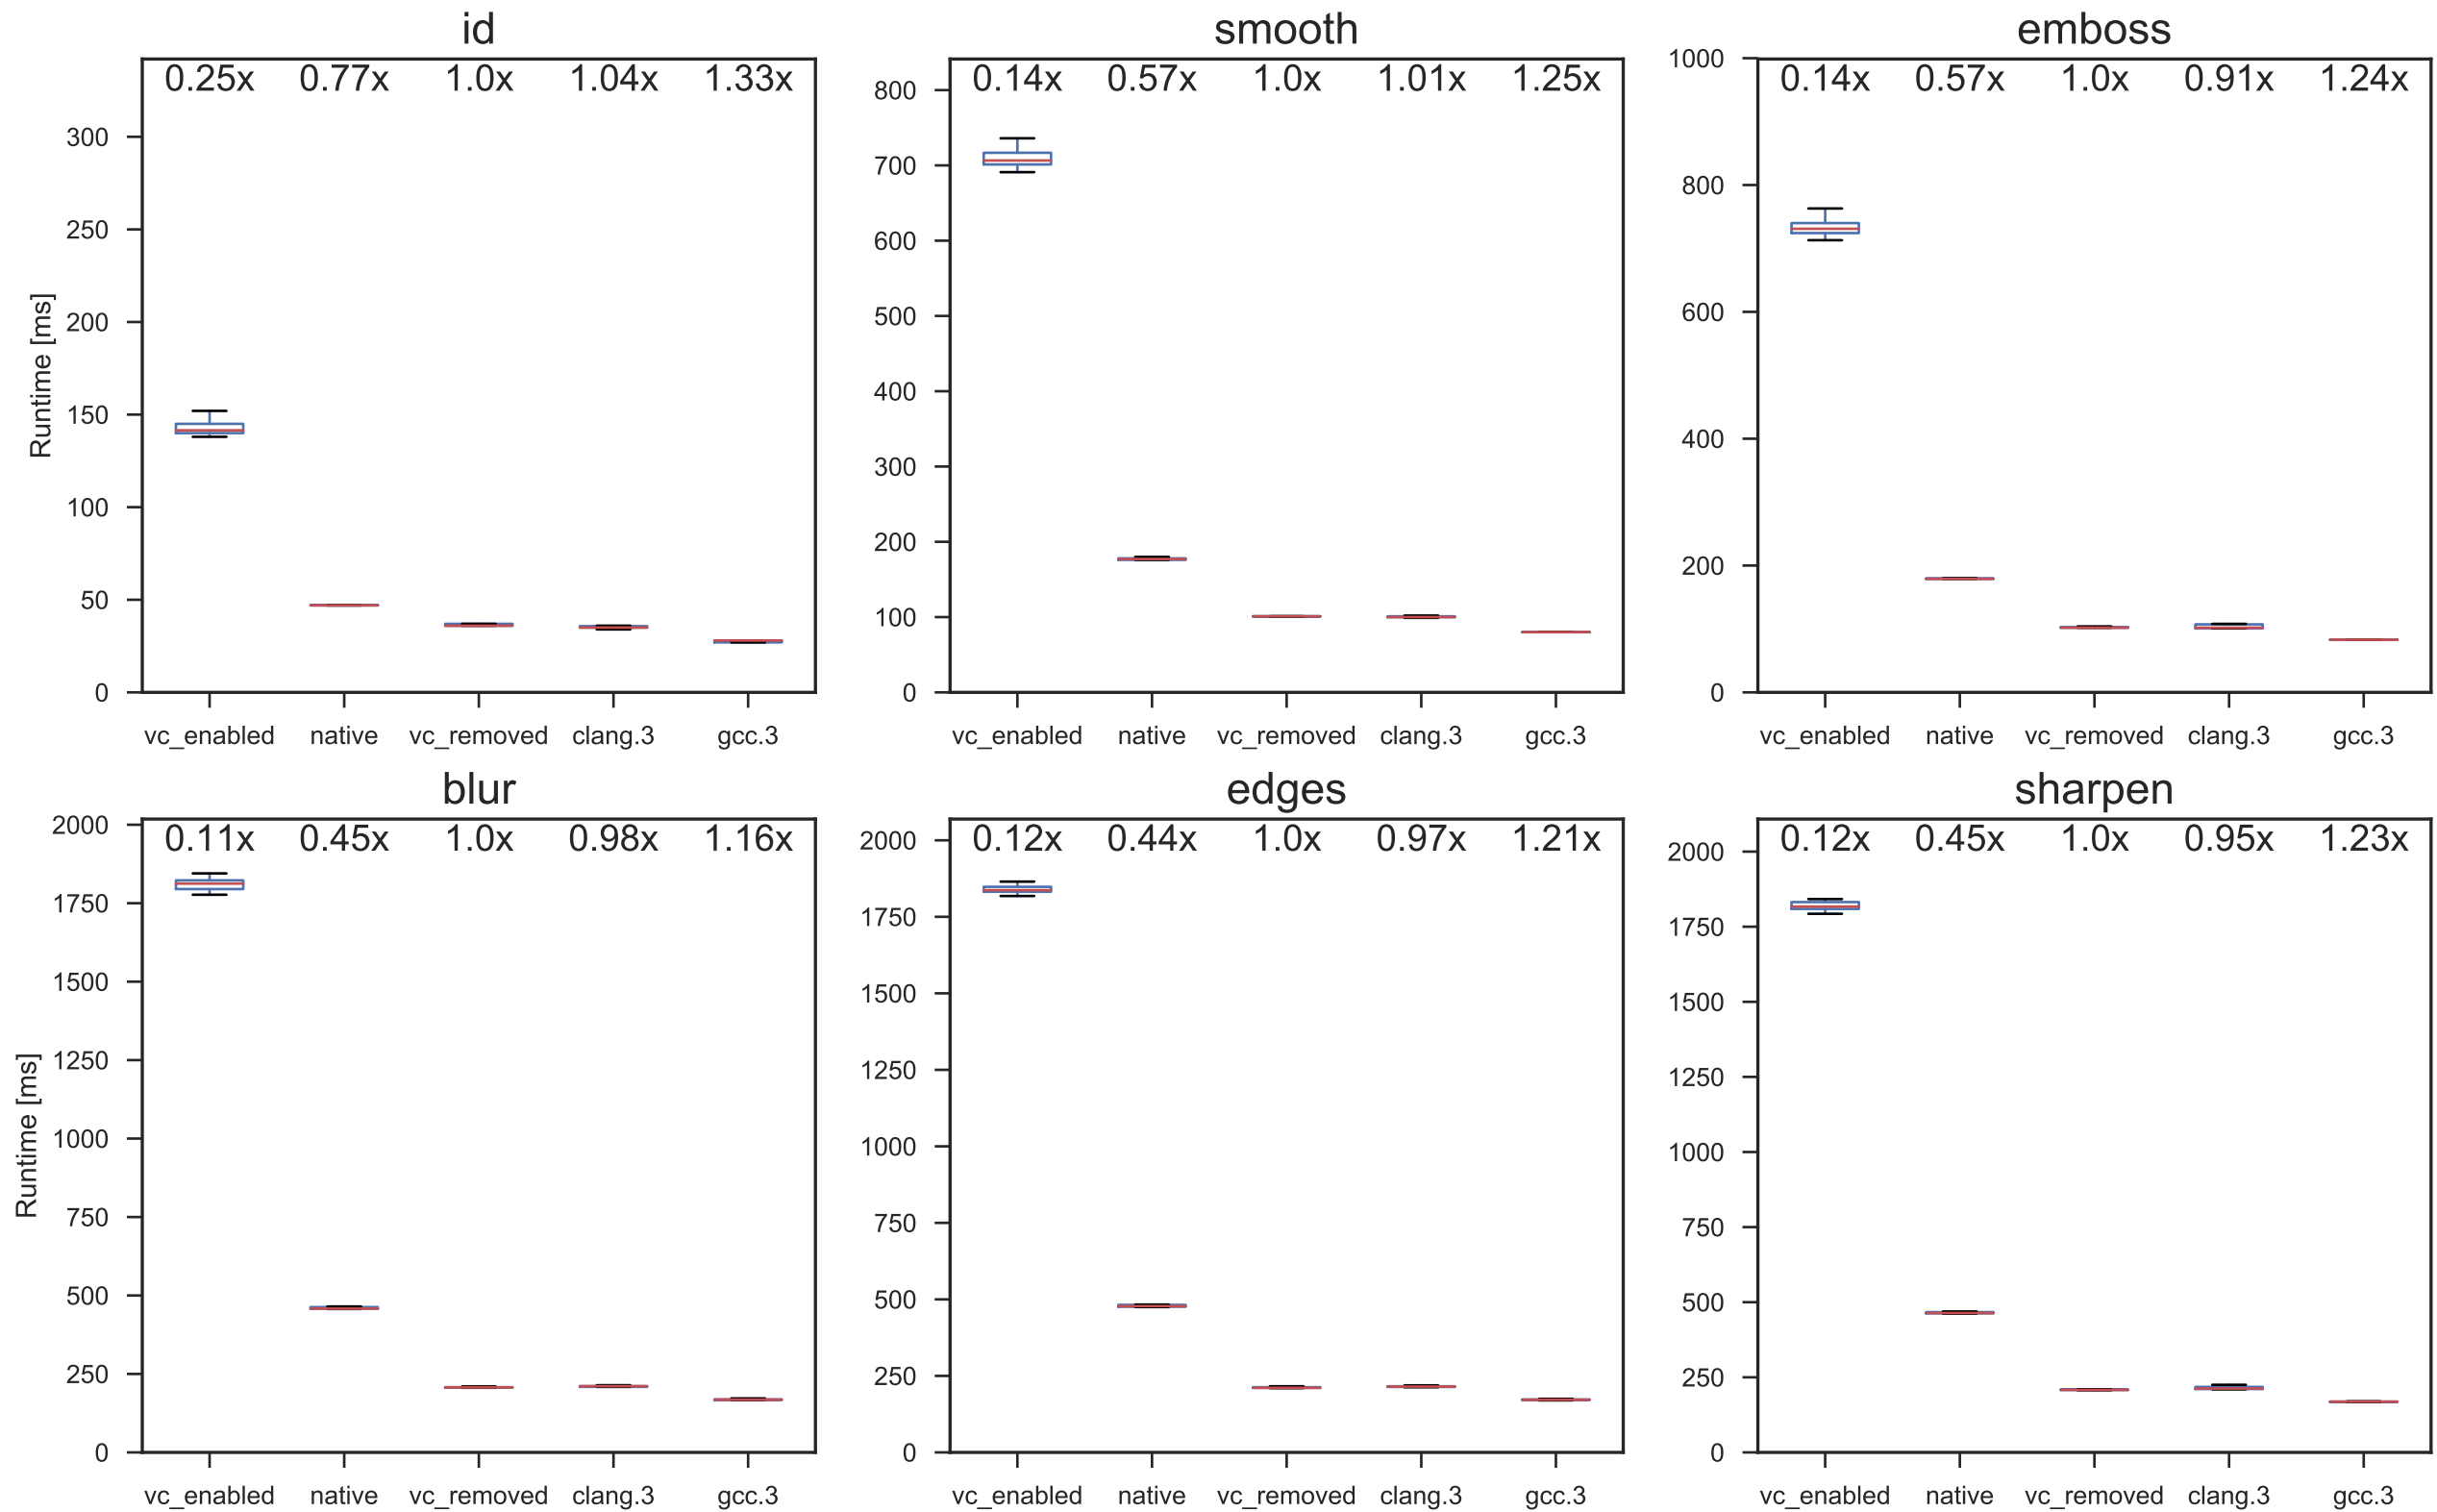 id
0.25x 0.77x 1.0x 1.04x 1.33x
300
250
200
150
100
50
0
Runtime [ms]
vc_enabled native vc_removed clang.3 gcc.3
smooth
0.14x 0.57x 1.0x 1.01x 1.25x
800
700
600
500
400
300
200
100
0
vc_enabled native vc_removed clang.3 gcc.3
emboss
0.14x 0.57x 1.0x 0.91x 1.24x
1000
800
600
400
200
0
vc_enabled native vc_removed clang.3 gcc.3
blur
0.11x 0.45x 1.0x 0.98x 1.16x
2000
1750
1500
1250
1000
750
500
250
0
Runtime [ms]
vc_enabled native vc_removed clang.3 gcc.3
edges
0.12x 0.44x 1.0x 0.97x 1.21x
2000
1750
1500
1250
1000
750
500
250
0
vc_enabled native vc_removed clang.3 gcc.3
sharpen
0.12x 0.45x 1.0x 0.95x 1.23x
2000
1750
1500
1250
1000
750
500
250
0
vc_enabled native vc_removed clang.3 gcc.3